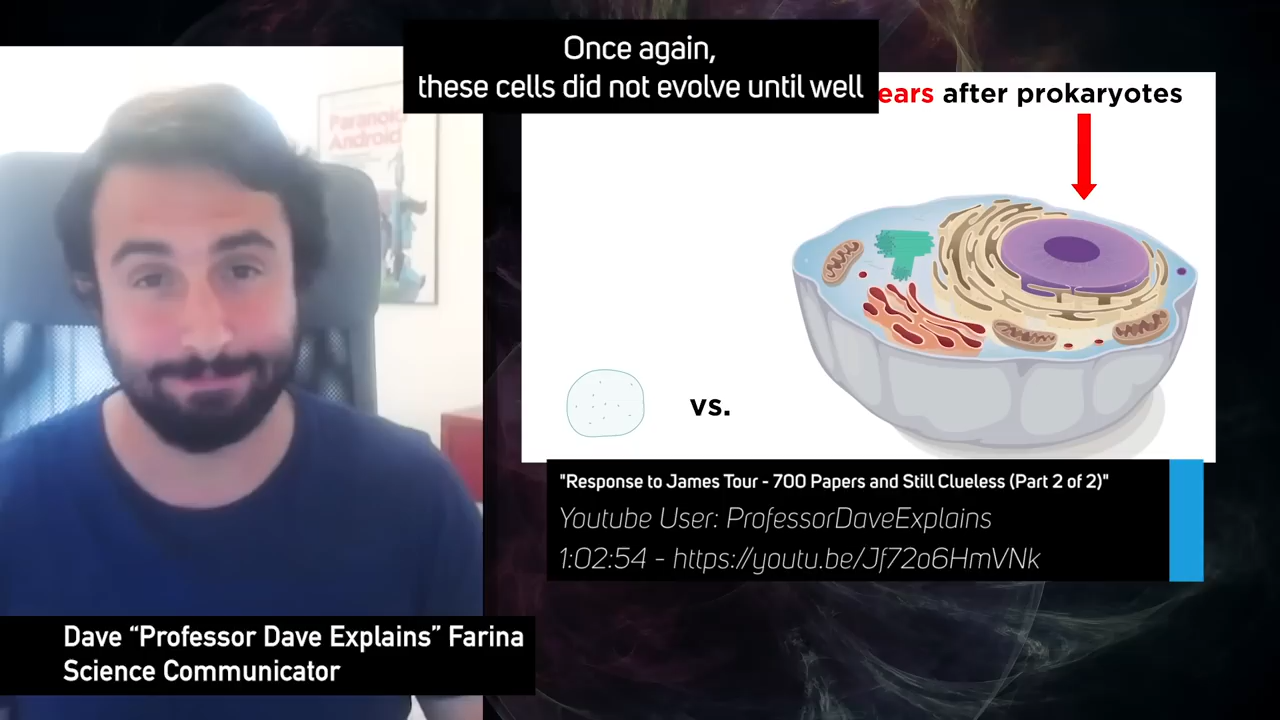 Once again,
these cells did not evolve until well
ears after prokaryotes
Paranoid
Android
vs.
"Response to James Tour - 700 Papers and Still Clueless (Part 2 of 2)"
Youtube User: ProfessorDaveExplains
1:02:54 - https://youtu.be/Jf72o6HmVNk
Dave “Professor Dave Explains” Farina
Science Communicator